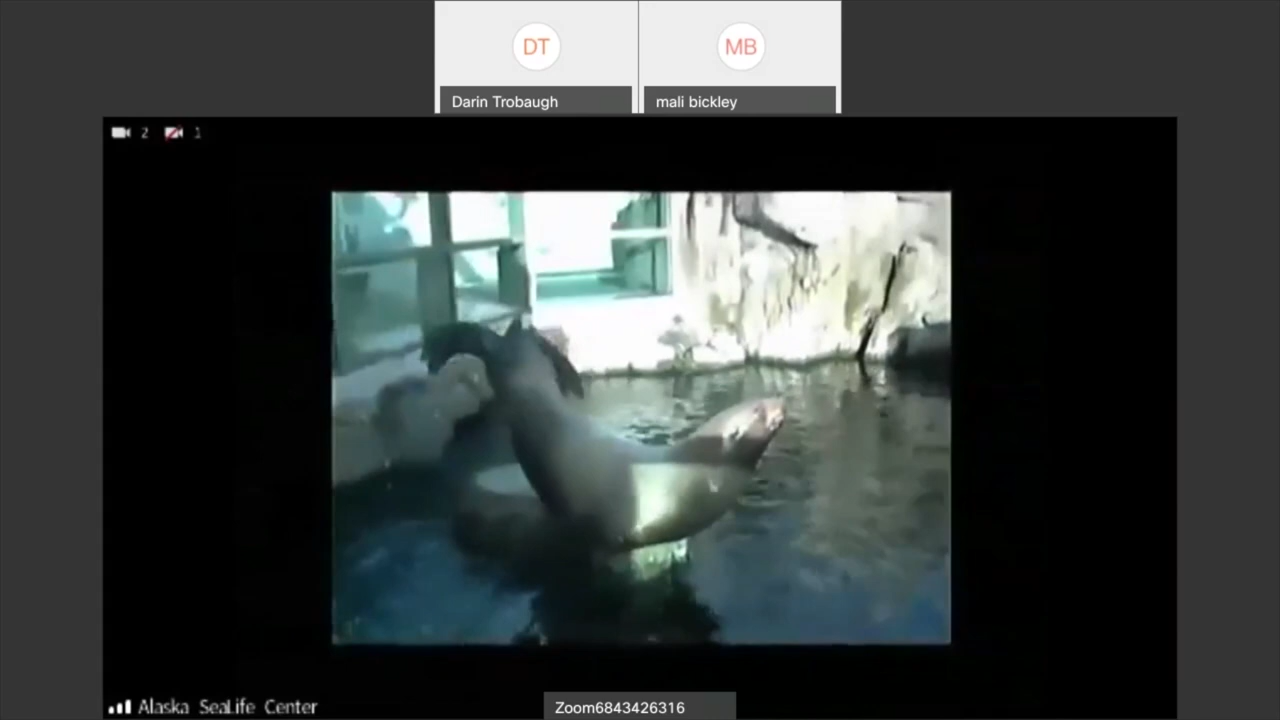 DT
MB
Darin Trobaugh
mali bickley
2
1
Alaska SeaLife Center
Zoom6843426316